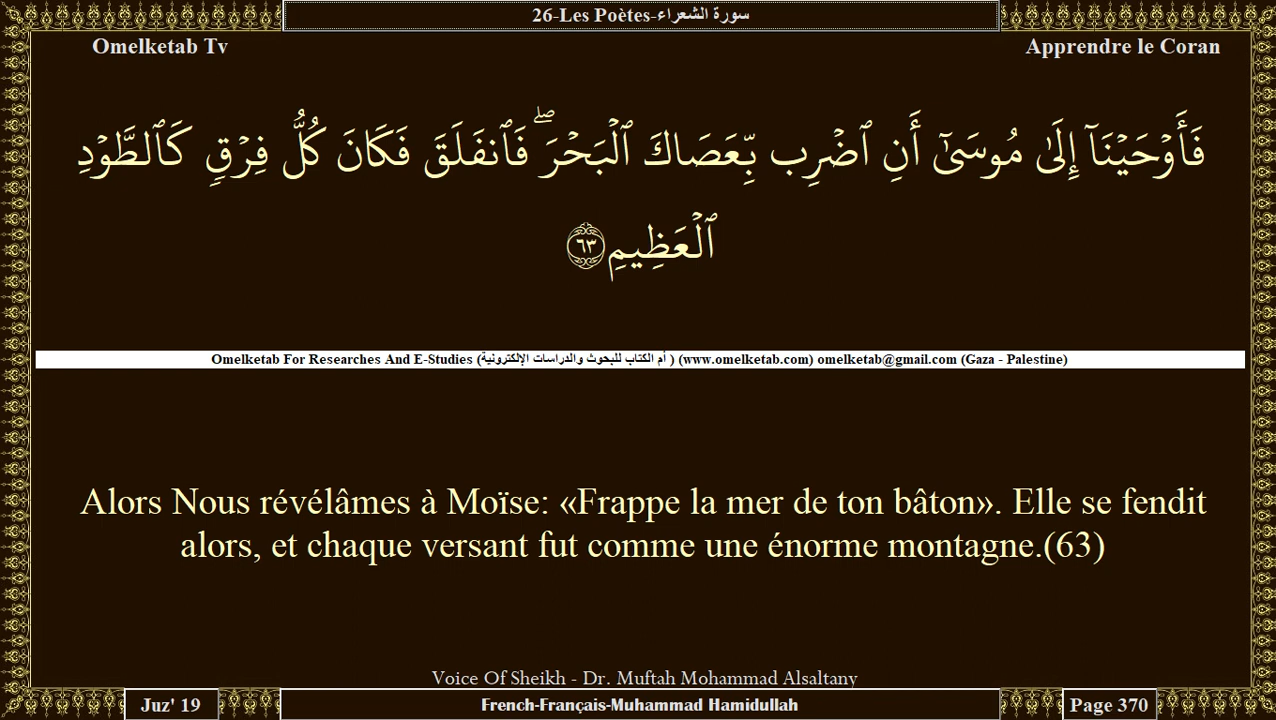 26-Les Poètes-سورة الشعراء
Omelketab Tv
Apprendre le Coran
فَأَوْحَيْنَآ إِلَىٰ مُوسَىٰٓ أَنِ ٱضْرِب بِّعَصَاكَ ٱلْبَحْرَ ۖ فَٱنفَلَقَ فَكَانَ كُلُّ فِرْقٍ كَٱلطَّوْدِ
ٱلْعَظِيمِ ٦٣
Omelketab For Researches And E-Studies (أم الكتاب للبحوث والدراسات الإلكترونية ) (www.omelketab.com) omelketab@gmail.com (Gaza - Palestine)
Alors Nous révélâmes à Moïse: «Frappe la mer de ton bâton». Elle se fendit
alors, et chaque versant fut comme une énorme montagne.(63)
Voice Of Sheikh - Dr. Muftah Mohammad Alsaltany
Juz' 19
French-Français-Muhammad Hamidullah
Page 370